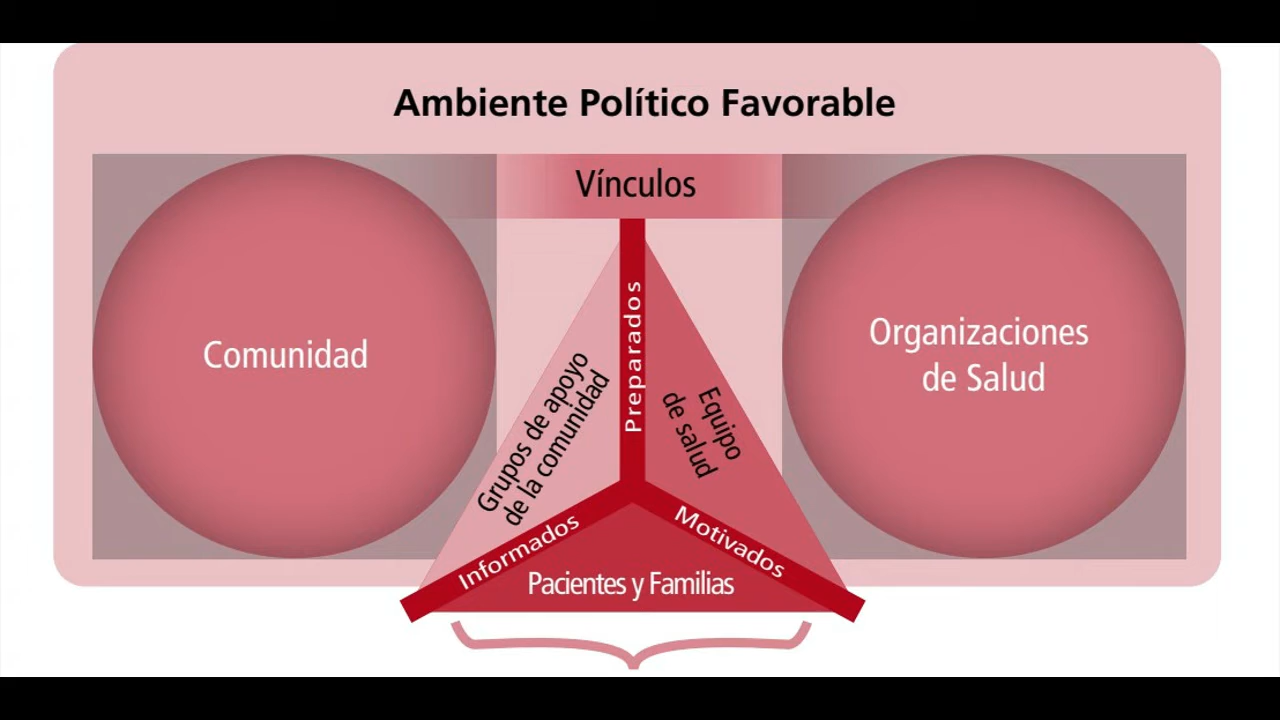 Ambiente Político Favorable
Vínculos
Comunidad
Organizaciones
de Salud
Preparados
Grupos de apoyo
de la comunidad
Equipo
de salud
Informados
Motivados
Pacientes y Familias